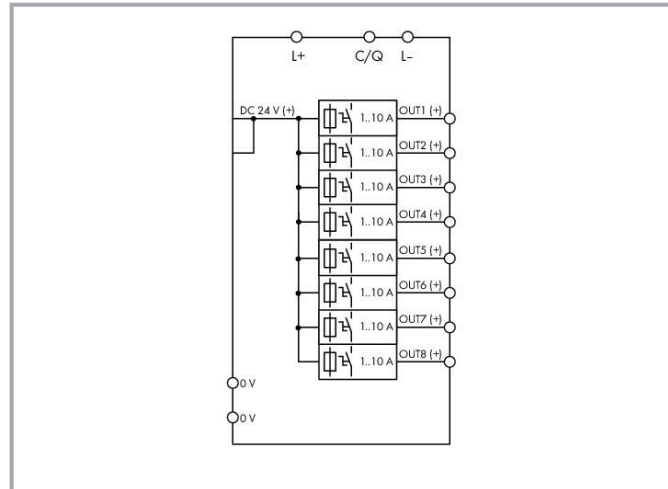 L+ C/Q L–
DC 24 V (+)
1..10 A OUT1 (+)
1..10 A OUT2 (+)
1..10 A OUT3 (+)
1..10 A OUT4 (+)
1..10 A OUT5 (+)
1..10 A OUT6 (+)
1..10 A OUT7 (+)
1..10 A OUT8 (+)
0 V
0 V